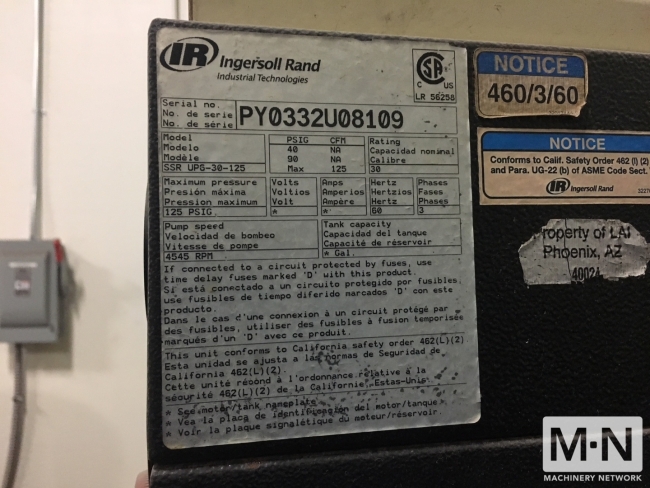 IR Ingersoll Rand
Industrial Technologies
CSA
C US
LR 56258
Serial no.
No. de serie
No. de série
PY0332U08109
Model
Modelo
Modèle
SSR UPG-30-125
PSIG CFM
40 NA
90 NA
Max 125
Rating
Capacidad nominal
Calibre
30
Maximum pressure
Presión máxima
Pression maximum
125 PSIG.
Volts
Voltios
Volt
*
Amps
Amperios
Ampère
*
Hertz
Hertzios
Hertz
60
Phases
Fases
Phases
3
Pump speed
Velocidad de bombeo
Vitesse de pompe
4545 RPM
Tank capacity
Capacidad del tanque
Capacité de réservoir
* Gal.
If connected to a circuit protected by fuses, use
time delay fuses marked 'D' with this product.
Si está conectado a un circuito protegido por fusibles,
use fusibles de tiempo diferido marcados 'D' con este
producto.
Dans le cas d'une connexion à un circuit protégé par
des fusibles, utiliser des fusibles à fusion temporisée
marqués d'un 'D' avec ce produit.
This unit conforms to California safety order 462(L)(2)
Esta unidad se ajusta a las normas de Seguridad de
California 462(L)(2)
Cette unité répond à l'ordonnance relative à la
sécurité 462(L)(2) de la California, Estas-Unis.
* See motor/tank nameplate
* Vea la placa de identificación del motor/tanque
* Voir la plaque signalétique du moteur/réservoir.
NOTICE
460/3/60
NOTICE
Conforms to Calif. Safety Order 462 (l) (2)
and Para. UG-22 (b) of ASME Code Sect.
IR Ingersoll Rand
Property of LAI
Phoenix, AZ
40024
M·N
MACHINERY NETWORK